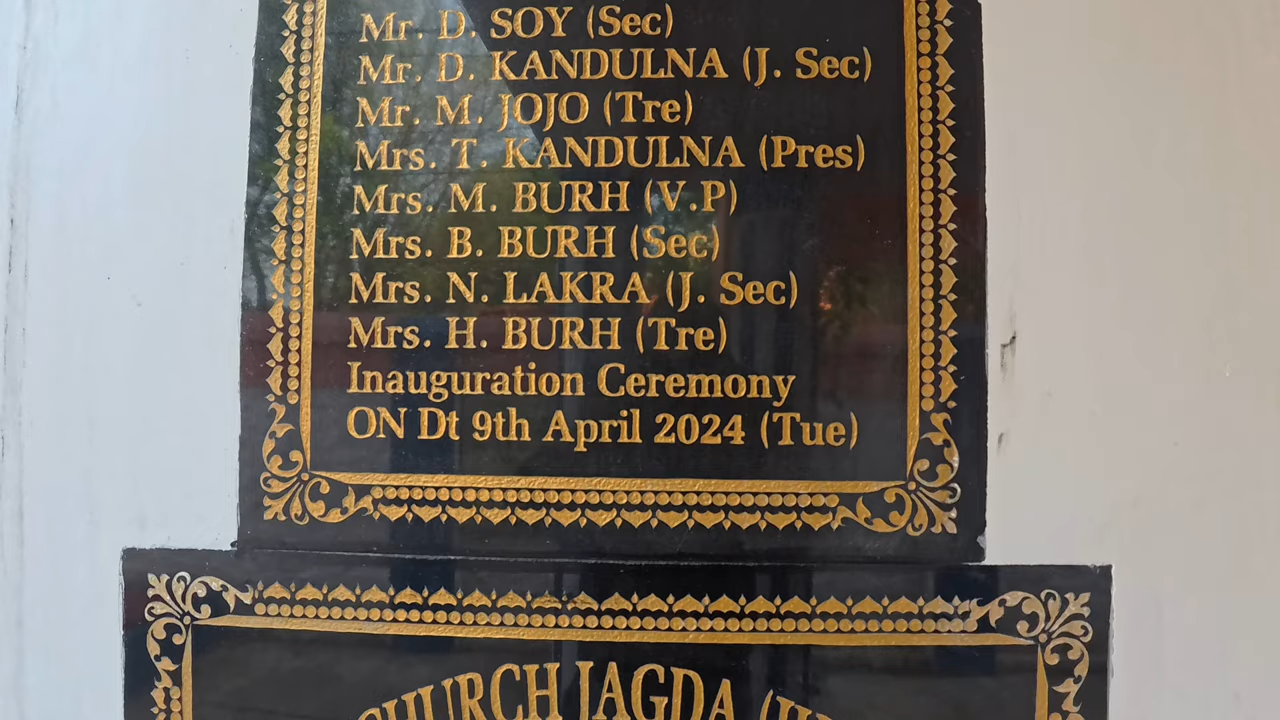 Mr. D. SOY (Sec)
Mr. D. KANDULNA (J. Sec)
Mr. M. JOJO (Tre)
Mrs. T. KANDULNA (Pres)
Mrs. M. BURH (V.P)
Mrs. B. BURH (Sec)
Mrs. N. LAKRA (J. Sec)
Mrs. H. BURH (Tre)
Inauguration Ceremony
ON Dt 9th April 2024 (Tue)
CHURCH JAGDA